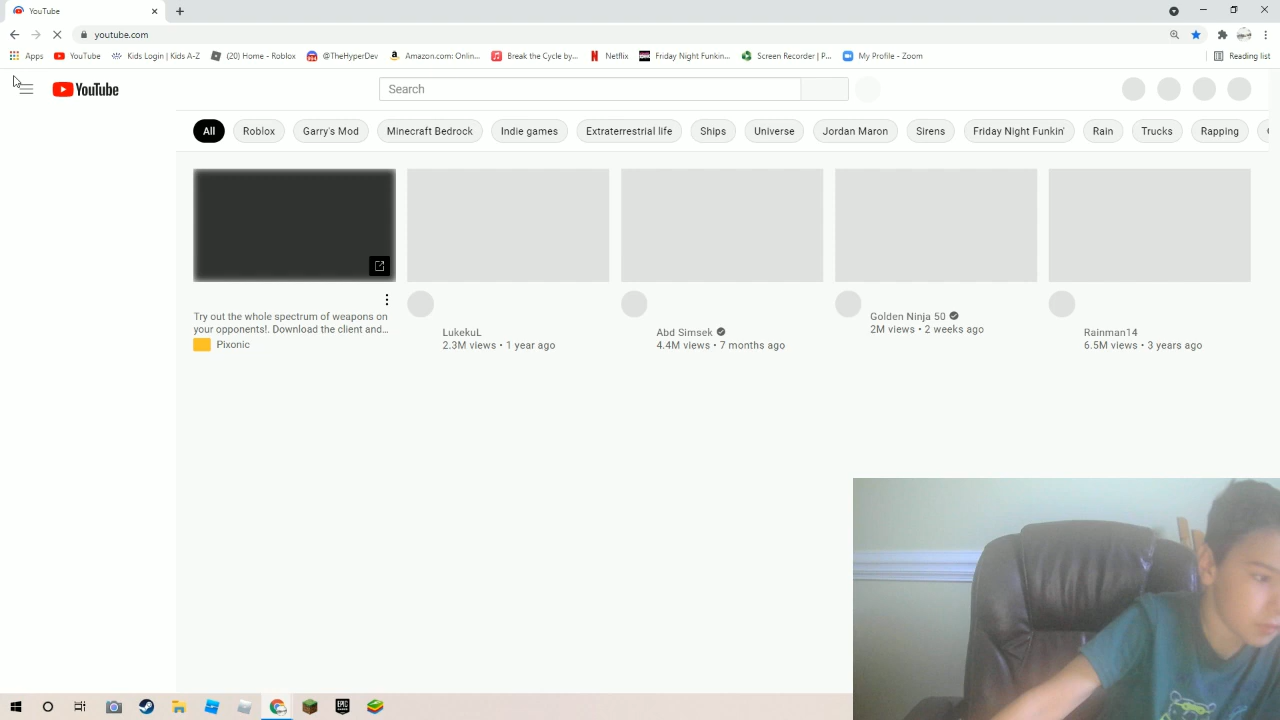 YouTube
youtube.com
Apps YouTube Kids Login | Kids A-Z (20) Home - Roblox @TheHyperDev Amazon.com: Onlin... Break the Cycle by... Netflix Friday Night Funkin... Screen Recorder | P... My Profile - Zoom Reading list
YouTube
Search
All Roblox Garry's Mod Minecraft Bedrock Indie games Extraterrestrial life Ships Universe Jordan Maron Sirens Friday Night Funkin' Rain Trucks Rapping
Try out the whole spectrum of weapons on
your opponents!. Download the client and...
Pixonic
LukekuL
2.3M views • 1 year ago
Abd Simsek
4.4M views • 7 months ago
Golden Ninja 50
2M views • 2 weeks ago
Rainman14
6.5M views • 3 years ago
EPIC